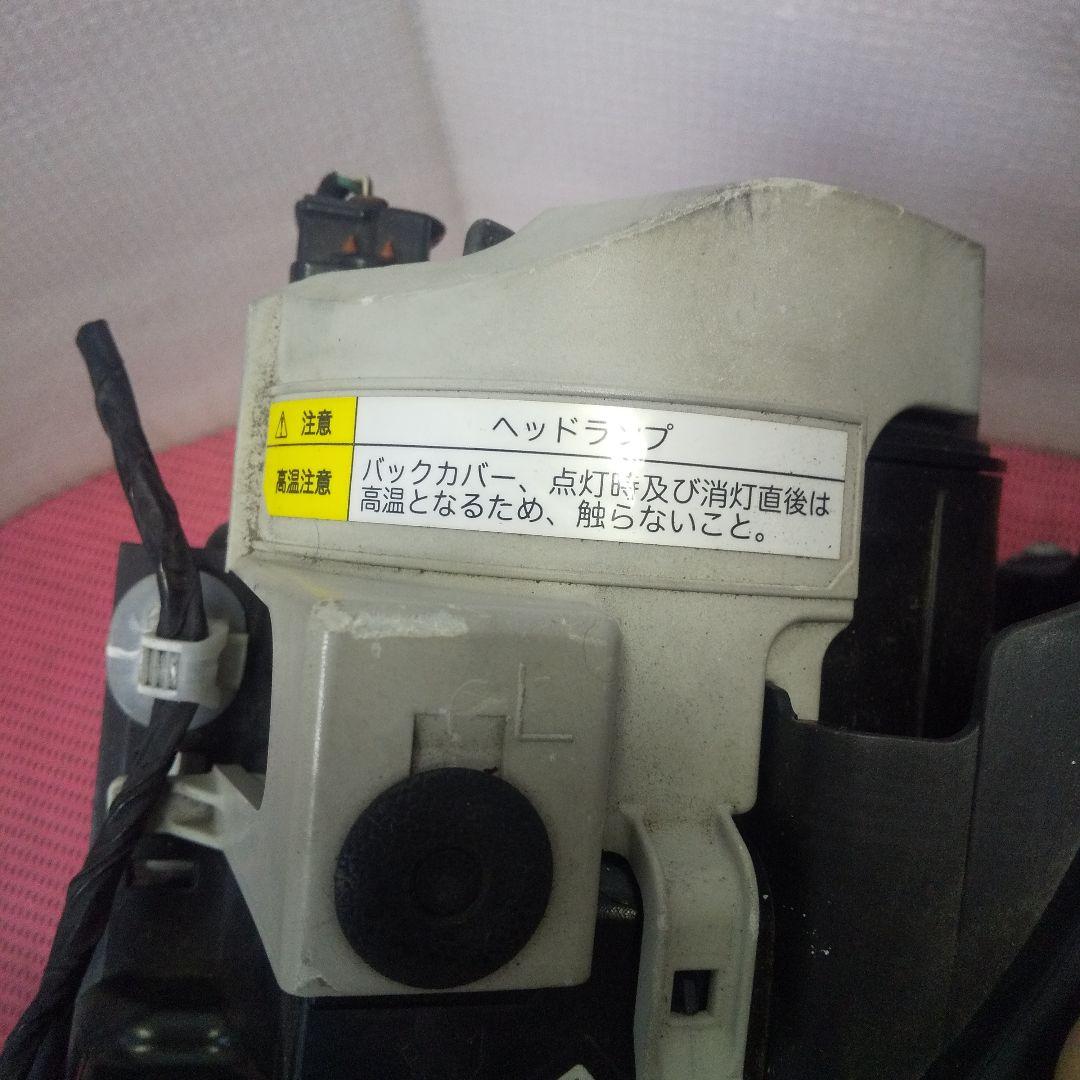 注意
ヘッドランプ
高温注意
バックカバー、点灯時及び消灯直後は
高温となるため、触らないこと。
L